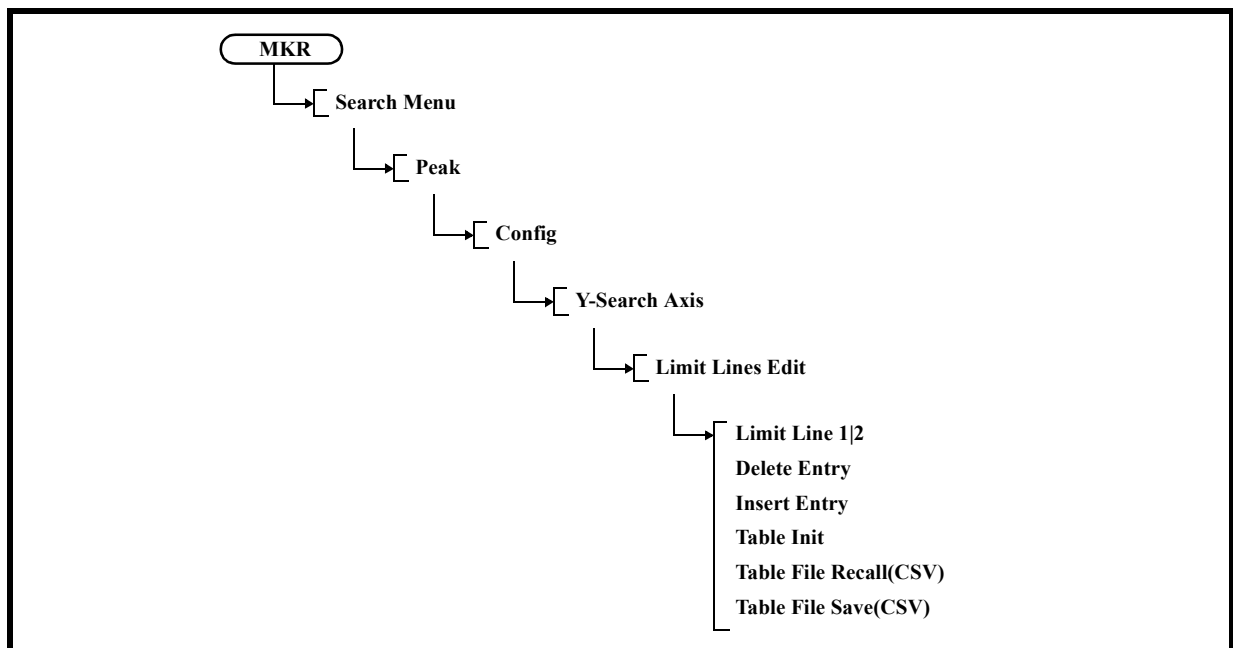 MKR
Search Menu
Peak
Config
Y-Search Axis
Limit Lines Edit
Limit Line 1|2
Delete Entry
Insert Entry
Table Init
Table File Recall(CSV)
Table File Save(CSV)